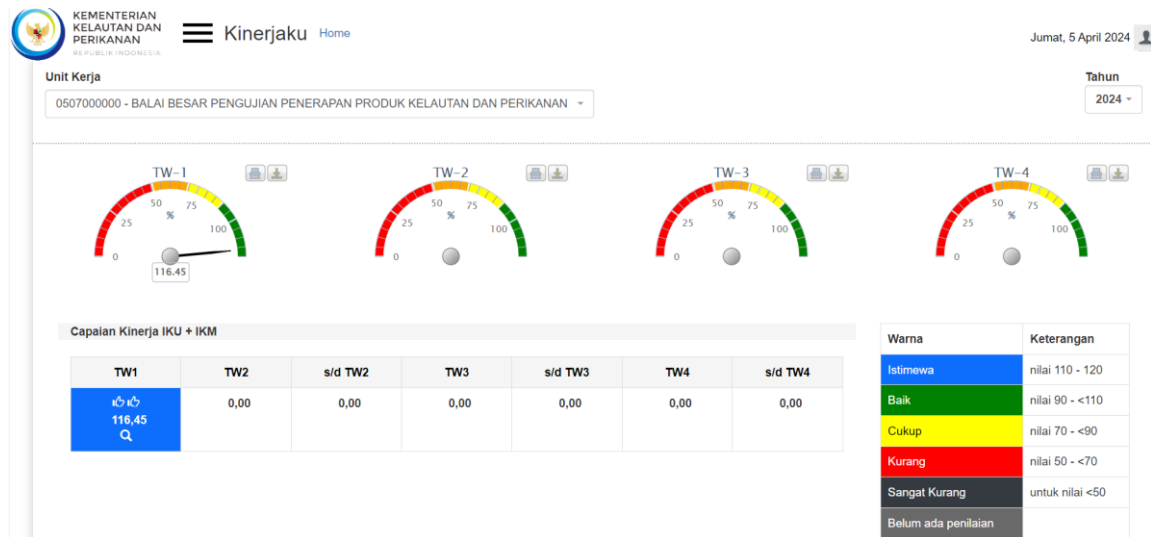 KEMENTERIAN
KELAUTAN DAN
PERIKANAN
REPUBLIK INDONESIA
Kinerjaku Home
Jumat, 5 April 2024
Unit Kerja
Tahun
0507000000 - BALAI BESAR PENGUJIAN PENERAPAN PRODUK KELAUTAN DAN PERIKANAN
2024
TW-1
0 25 50 75 100
%
116.45
TW-2
0 25 50 75 100
%
TW-3
0 25 50 75 100
%
TW-4
0 25 50 75 100
%
Capaian Kinerja IKU + IKM
TW1 TW2 s/d TW2 TW3 s/d TW3 TW4 s/d TW4
116,45 0,00 0,00 0,00 0,00 0,00 0,00
Warna Keterangan
Istimewa nilai 110 - 120
Baik nilai 90 - <110
Cukup nilai 70 - <90
Kurang nilai 50 - <70
Sangat Kurang untuk nilai <50
Belum ada penilaian